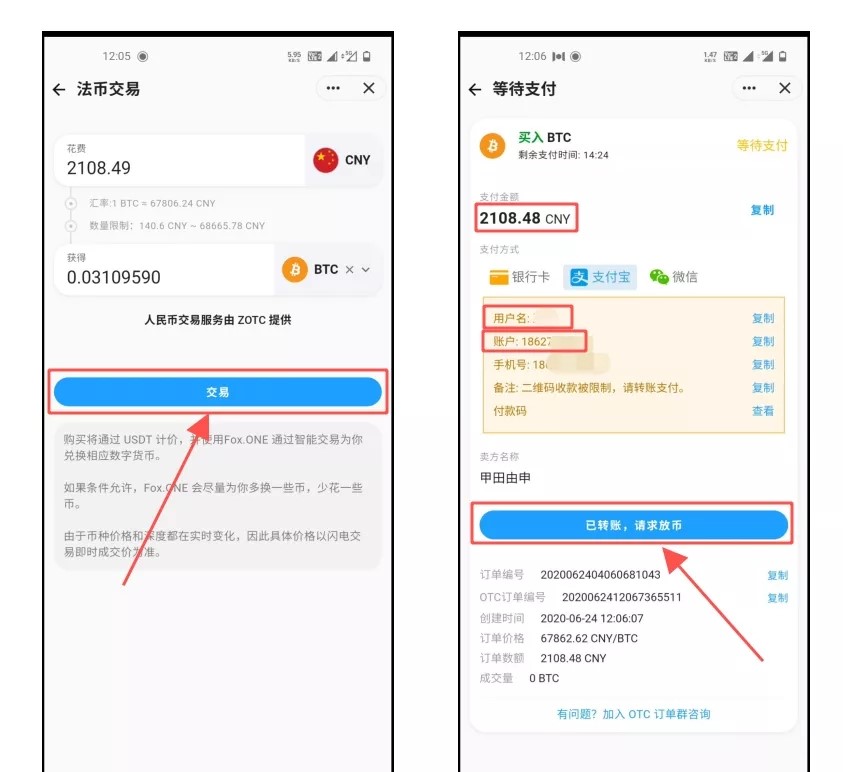 12:05
5.95
KB/S
5G
法币交易
花费
2108.49
CNY
汇率:1 BTC ≈ 67806.24 CNY
数量限制： 140.6 CNY ~ 68665.78 CNY
获得
0.03109590
BTC
人民币交易服务由 ZOTC 提供
交易
购买将通过 USDT 计价，并使用Fox.ONE 通过智能交易为你
兑换相应数字货币。
如果条件允许，Fox.ONE 会尽量为你多换一些币，少花一些
币。
由于币种价格和深度都在实时变化，因此具体价格以闪电交
易即时成交价为准。
12:06
1.47
KB/S
5G
等待支付
买入 BTC
剩余支付时间: 14:24
等待支付
支付金额
2108.48 CNY
复制
支付方式
银行卡
支付宝
微信
用户名:
复制
账户: 18627
复制
手机号: 18
复制
备注: 二维码收款被限制，请转账支付。
复制
付款码
查看
卖方名称
甲田由申
已转账，请求放币
订单编号 2020062404060681043 复制
OTC订单编号 2020062412067365511 复制
创建时间 2020-06-24 12:06:07
订单价格 67862.62 CNY/BTC
订单数额 2108.48 CNY
成交量 0 BTC
有问题？加入 OTC 订单群咨询